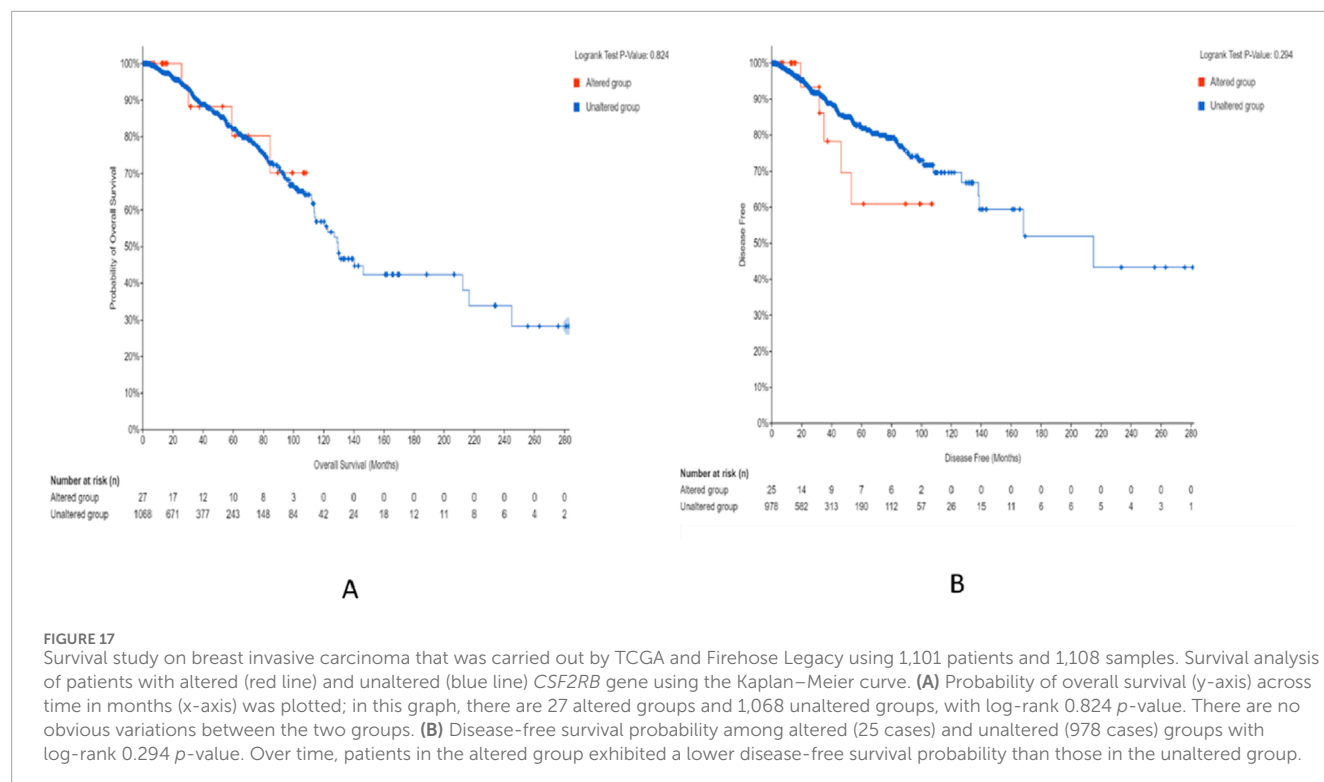 Logrank Test P-Value: 0.824
Altered group
Unaltered group
100%
90%
80%
70%
60%
50%
40%
30%
20%
10%
0%
Probability of Overall Survival
0 20 40 60 80 100 120 140 160 180 200 220 240 260 280
Overall Survival (Months)
Number at risk (n)
Altered group 27 17 12 10 8 3 0 0 0 0 0 0 0 0 0
Unaltered group 1068 671 377 243 148 84 42 24 18 12 11 8 6 4 2
A
Logrank Test P-Value: 0.294
Altered group
Unaltered group
100%
90%
80%
70%
60%
50%
40%
30%
20%
10%
0%
Disease Free
0 20 40 60 80 100 120 140 160 180 200 220 240 260 280
Disease Free (Months)
Number at risk (n)
Altered group 25 14 9 7 6 2 0 0 0 0 0 0 0 0 0
Unaltered group 978 582 313 190 112 57 26 15 11 6 6 5 4 3 1
B
FIGURE 17
Survival study on breast invasive carcinoma that was carried out by TCGA and Firehose Legacy using 1,101 patients and 1,108 samples. Survival analysis
of patients with altered (red line) and unaltered (blue line) CSF2RB gene using the Kaplan–Meier curve. (A) Probability of overall survival (y-axis) across
time in months (x-axis) was plotted; in this graph, there are 27 altered groups and 1,068 unaltered groups, with log-rank 0.824 p-value. There are no
obvious variations between the two groups. (B) Disease-free survival probability among altered (25 cases) and unaltered (978 cases) groups with
log-rank 0.294 p-value. Over time, patients in the altered group exhibited a lower disease-free survival probability than those in the unaltered group.